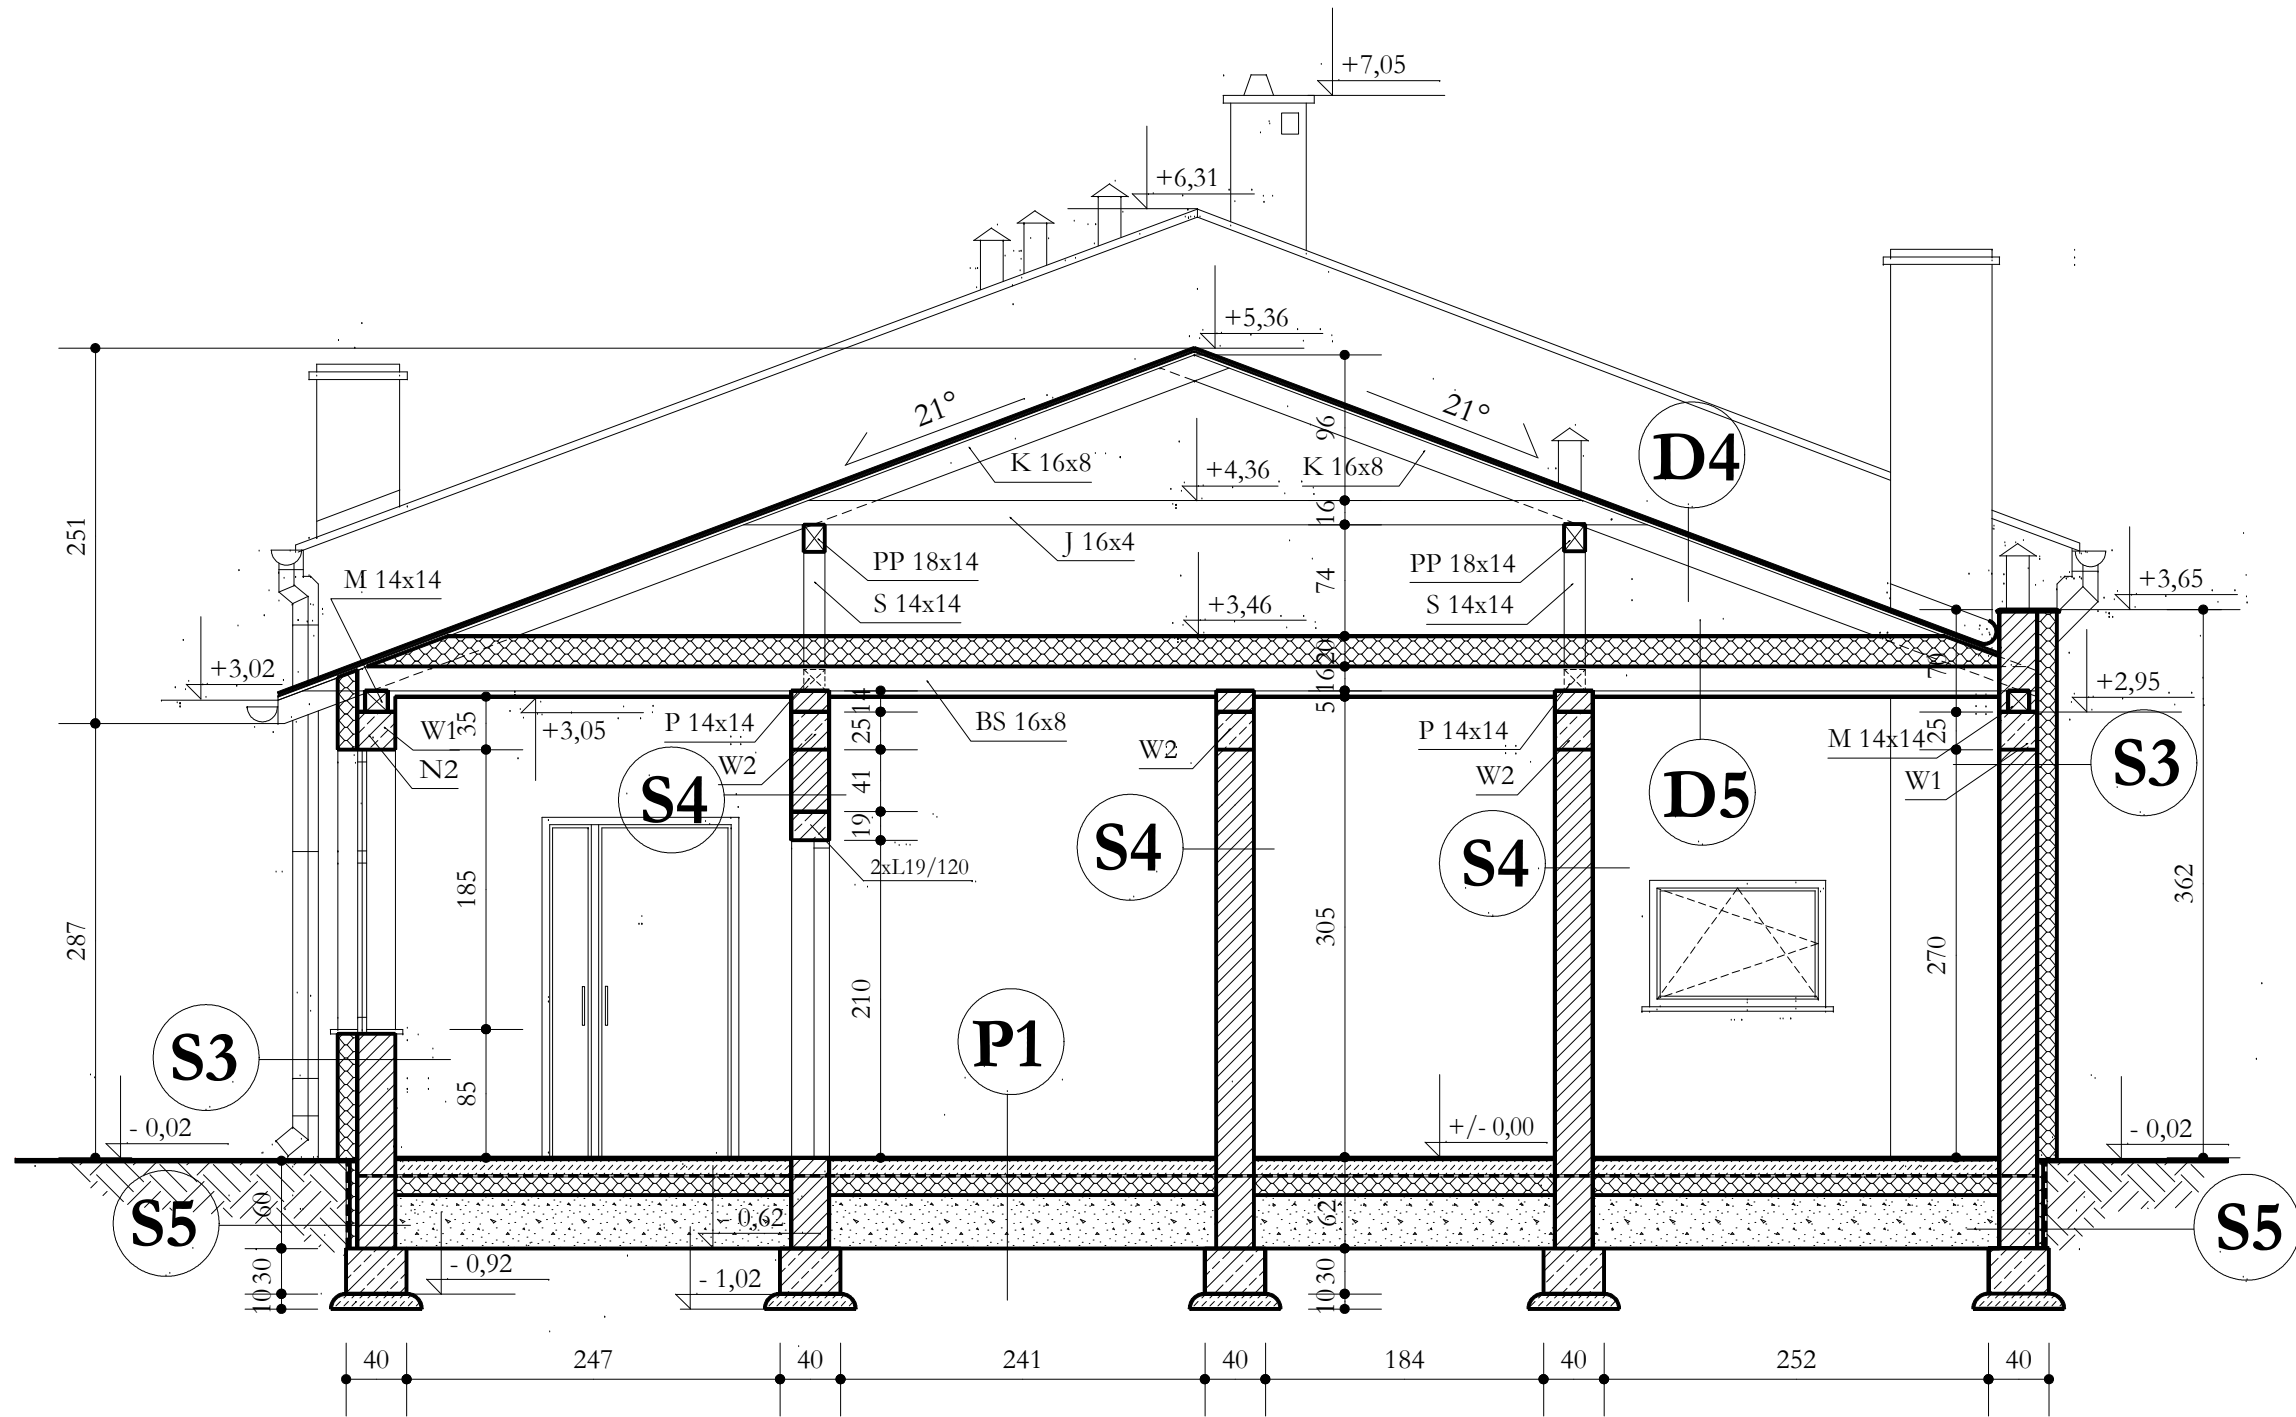 +7,05
+6,31
+5,36
21°
21°
96
D4
K 16x8
+4,36
K 16x8
16
251
J 16x4
PP 18x14
PP 18x14
M 14x14
74
+3,65
S 14x14
+3,46
S 14x14
+3,02
20
70
16
+2,95
14
5
35
W1
+3,05
P 14x14
25
BS 16x8
W2
P 14x14
M 14x14
25
S3
N2
W2
S4
41
W2
D5
W1
19
2xL19/120
S4
S4
185
362
287
305
270
210
S3
P1
85
- 0,02
+/- 0,00
- 0,02
60
S5
- 0,62
62
S5
30
- 0,92
- 1,02
30
10
10
40
247
40
241
40
184
40
252
40